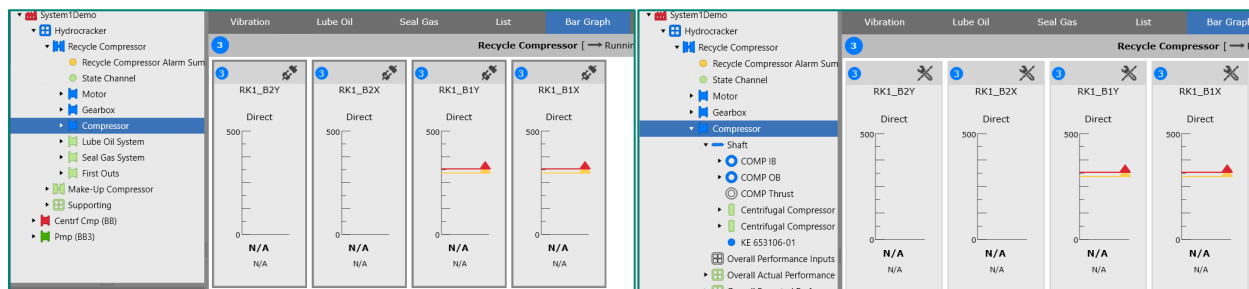 System1Demo
Hydrocracker
Recycle Compressor
Recycle Compressor Alarm Sum
State Channel
Motor
Gearbox
Compressor
Lube Oil System
Seal Gas System
First Outs
Make-Up Compressor
Supporting
Centrf Cmp (BB)
Pmp (BB3)
Vibration Lube Oil Seal Gas List Bar Graph
3 Recycle Compressor [ → Runnin
3 3 3 3
RK1_B2Y RK1_B2X RK1_B1Y RK1_B1X
Direct Direct Direct Direct
500 500 500 500
0 0 0 0
N/A N/A N/A N/A
N/A N/A N/A N/A
System1Demo
Hydrocracker
Recycle Compressor
Recycle Compressor Alarm Sum
State Channel
Motor
Gearbox
Compressor
Shaft
COMP IB
COMP OB
COMP Thrust
Centrifugal Compressor
Centrifugal Compressor
KE 653106-01
Overall Performance Inputs
Overall Actual Performance
Vibration Lube Oil Seal Gas List Bar Graph
3 Recycle Compressor [ →
3 3 3 3
RK1_B2Y RK1_B2X RK1_B1Y RK1_B1X
Direct Direct Direct Direct
500 500 500 500
0 0 0 0
N/A N/A N/A N/A
N/A N/A N/A N/A